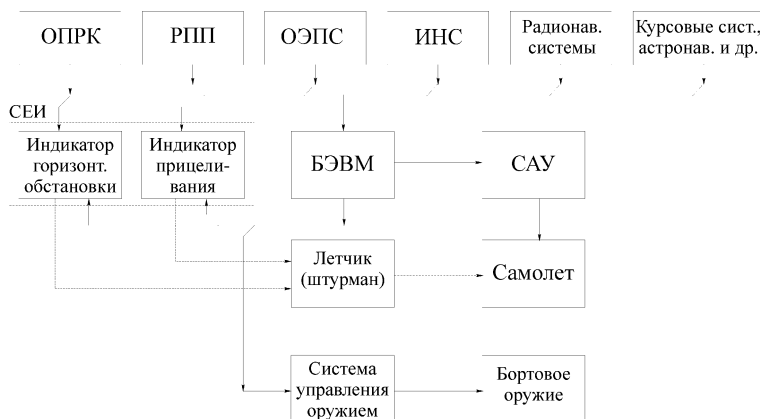 ОПРК
РПП
ОЭПС
ИНС
Радионав.
системы
Курсовые сист.,
астронав. и др.
СЕИ
Индикатор
горизонт.
обстановки
Индикатор
прицели-
вания
БЭВМ
САУ
Летчик
(штурман)
Самолет
Система
управления
оружием
Бортовое
оружие